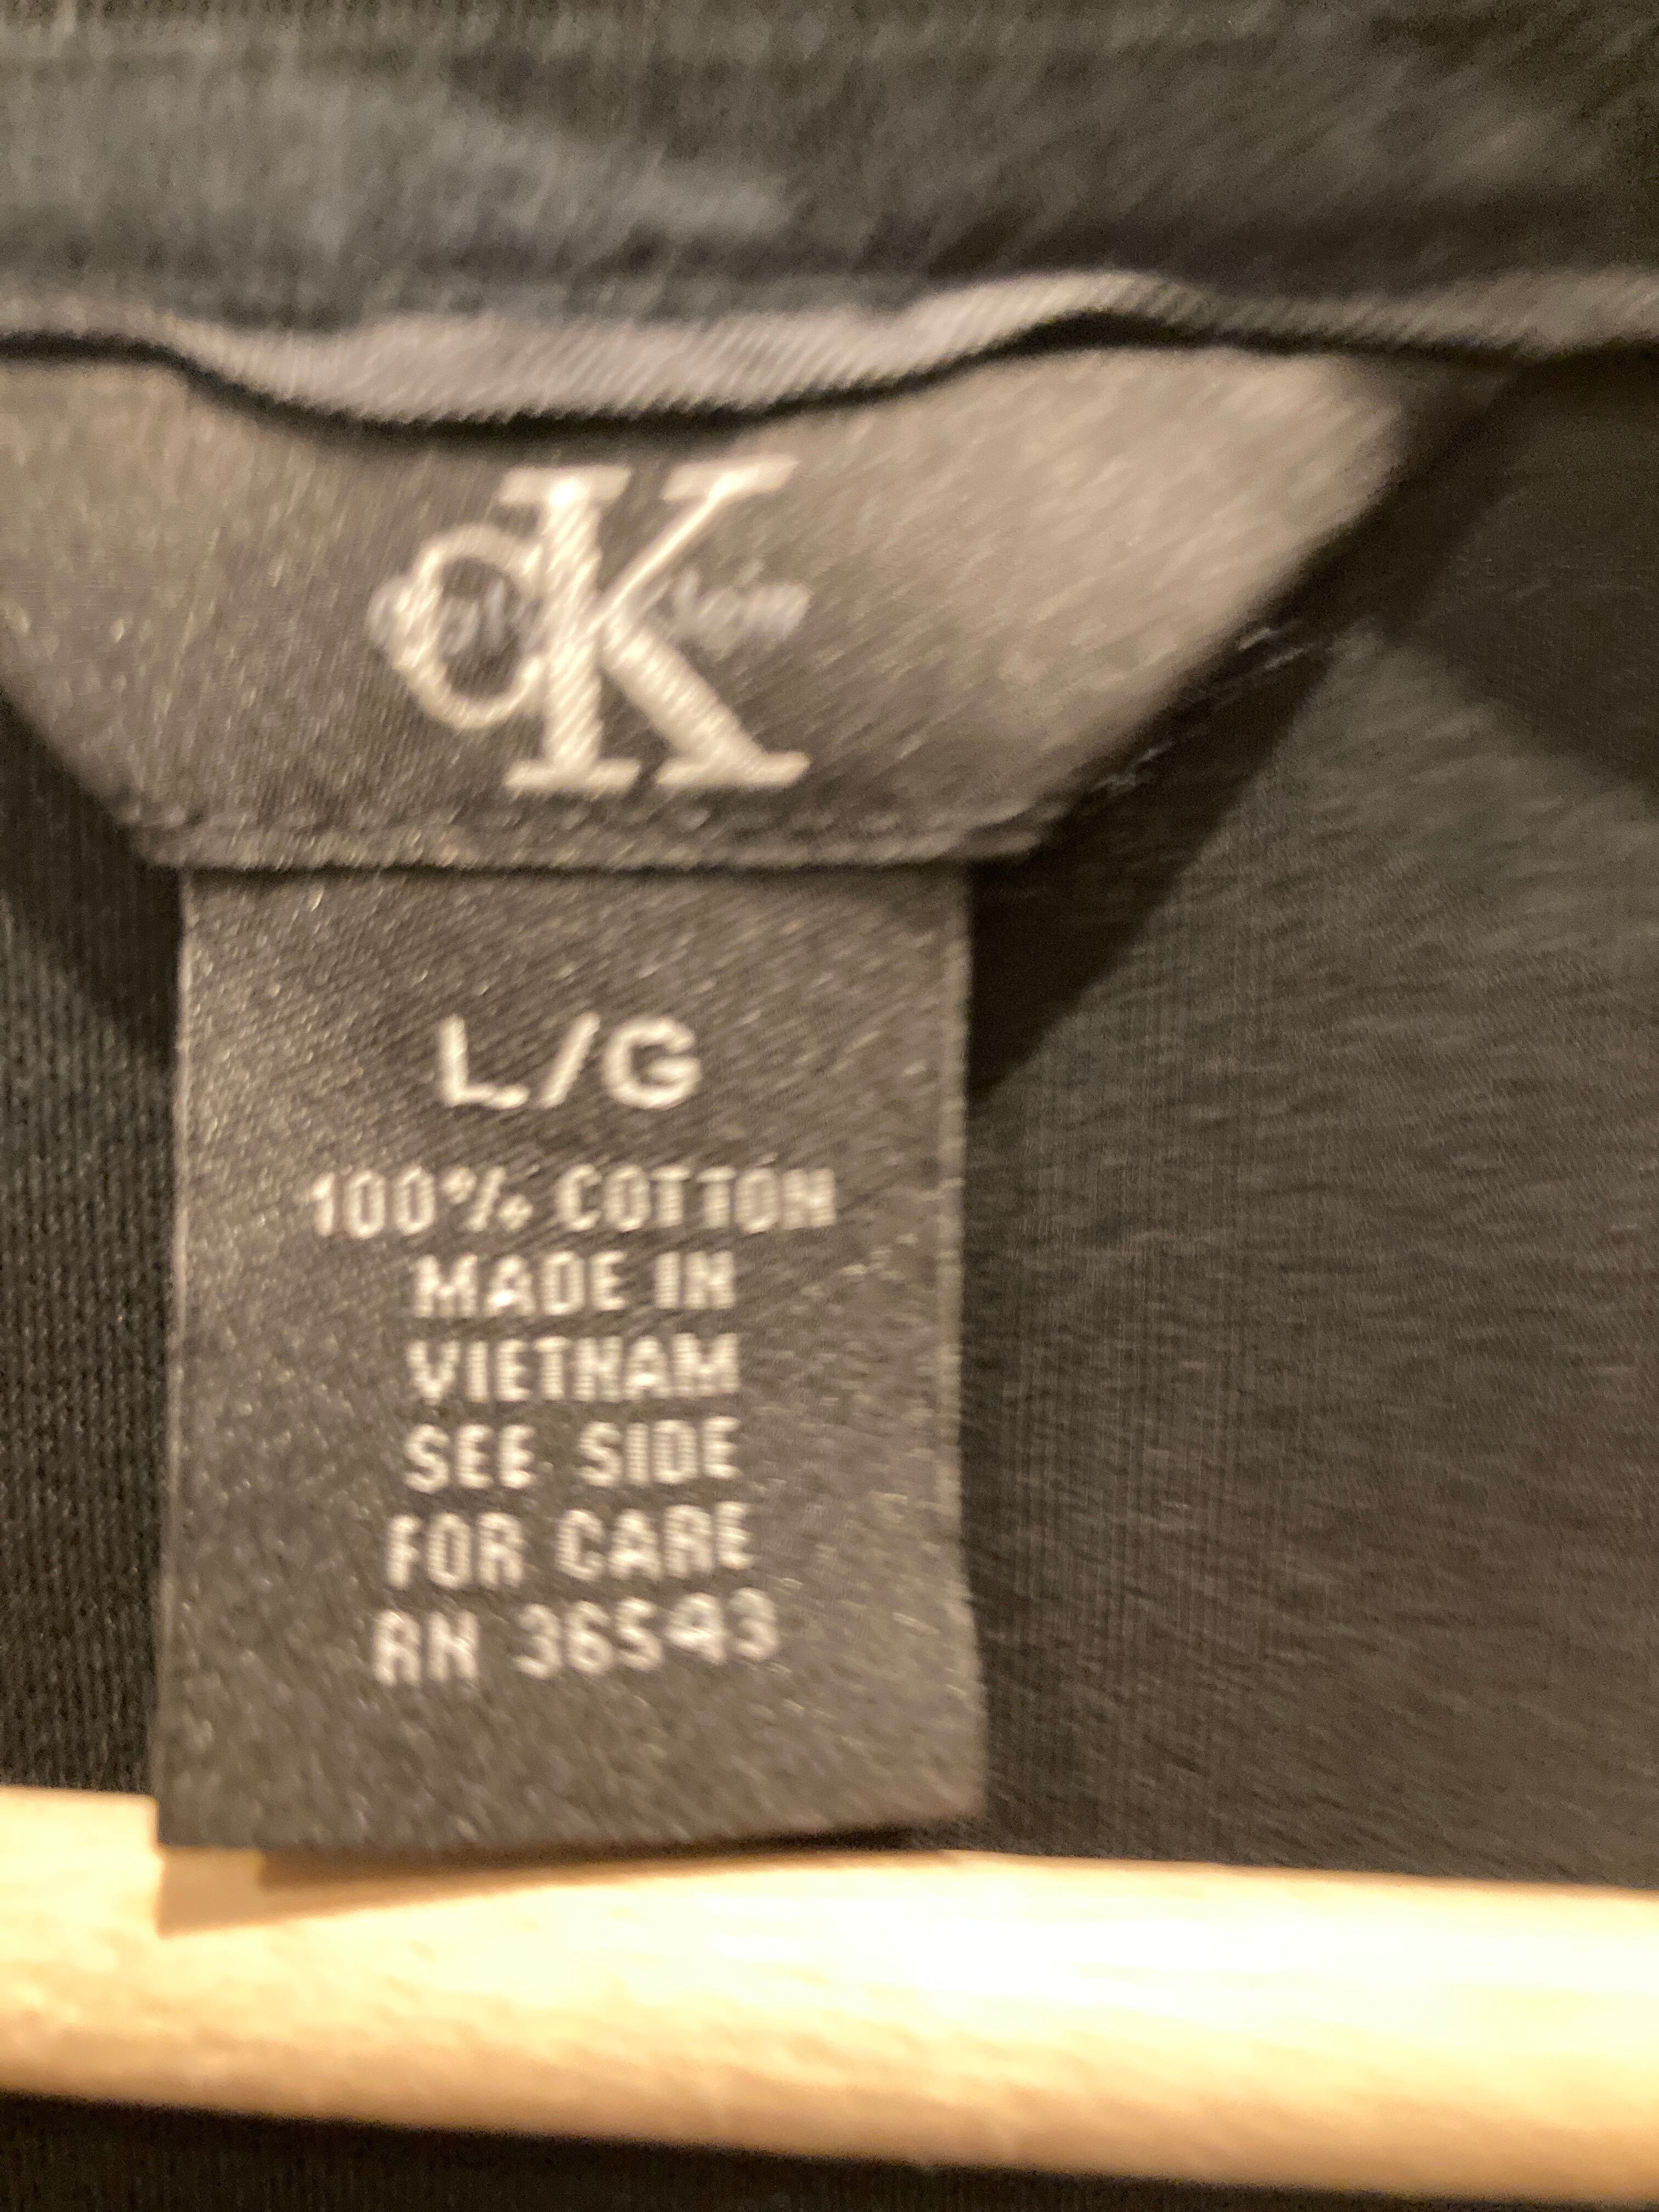 CK
L/G
100% COTTON
MADE IN
VIETNAM
SEE SIDE
FOR CARE
RN 36543